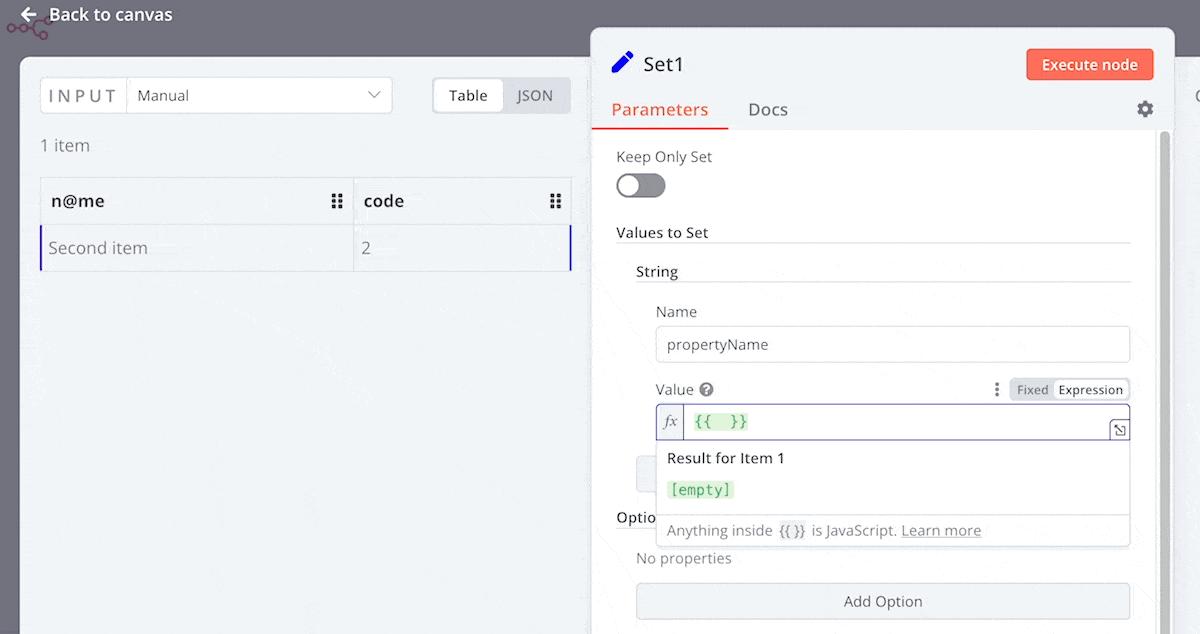 Back to canvas
INPUT Manual
Table JSON
1 item
n@me code
Second item 2
Set1
Execute node
Parameters Docs
Keep Only Set
Values to Set
String
Name
propertyName
Value
Fixed Expression
fx {{  }}
Result for Item 1
[empty]
Anything inside {{}} is JavaScript. Learn more
Optio
No properties
Add Option